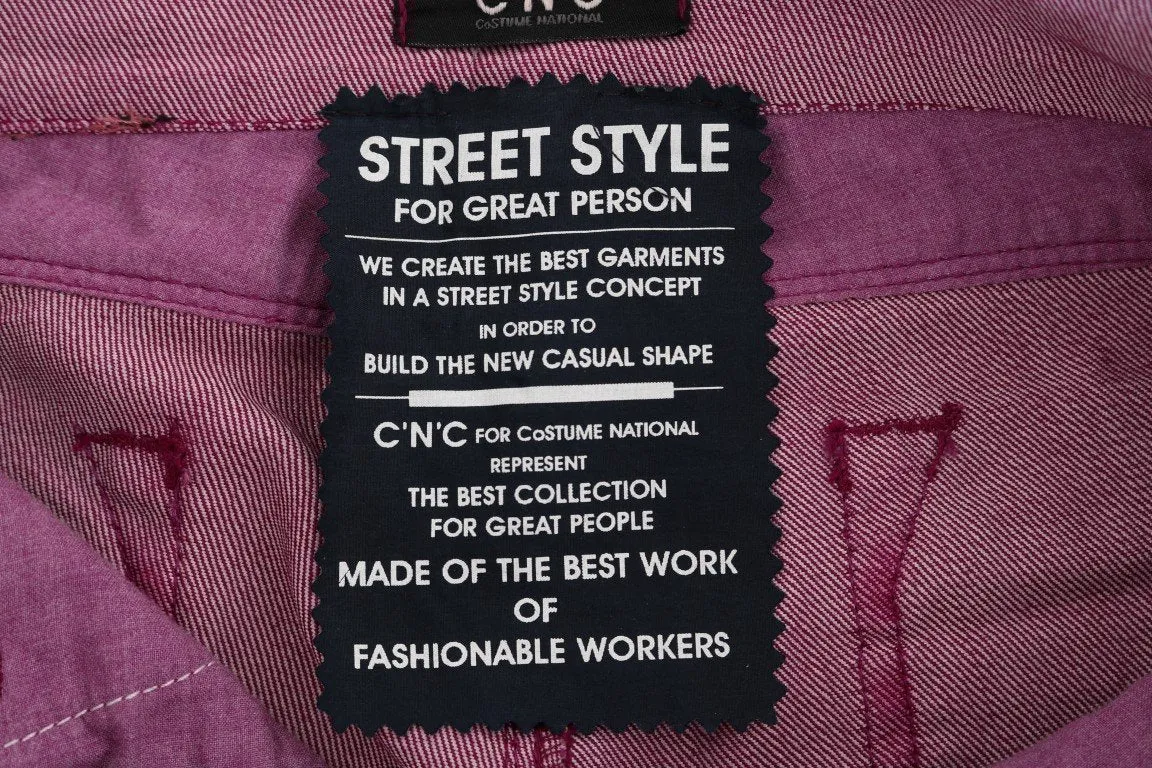 C'N'C
CoSTUME NATIONAL
STREET STYLE
FOR GREAT PERSON
WE CREATE THE BEST GARMENTS
IN A STREET STYLE CONCEPT
IN ORDER TO
BUILD THE NEW CASUAL SHAPE
C'N'C FOR CoSTUME NATIONAL
REPRESENT
THE BEST COLLECTION
FOR GREAT PEOPLE
MADE OF THE BEST WORK
OF
FASHIONABLE WORKERS